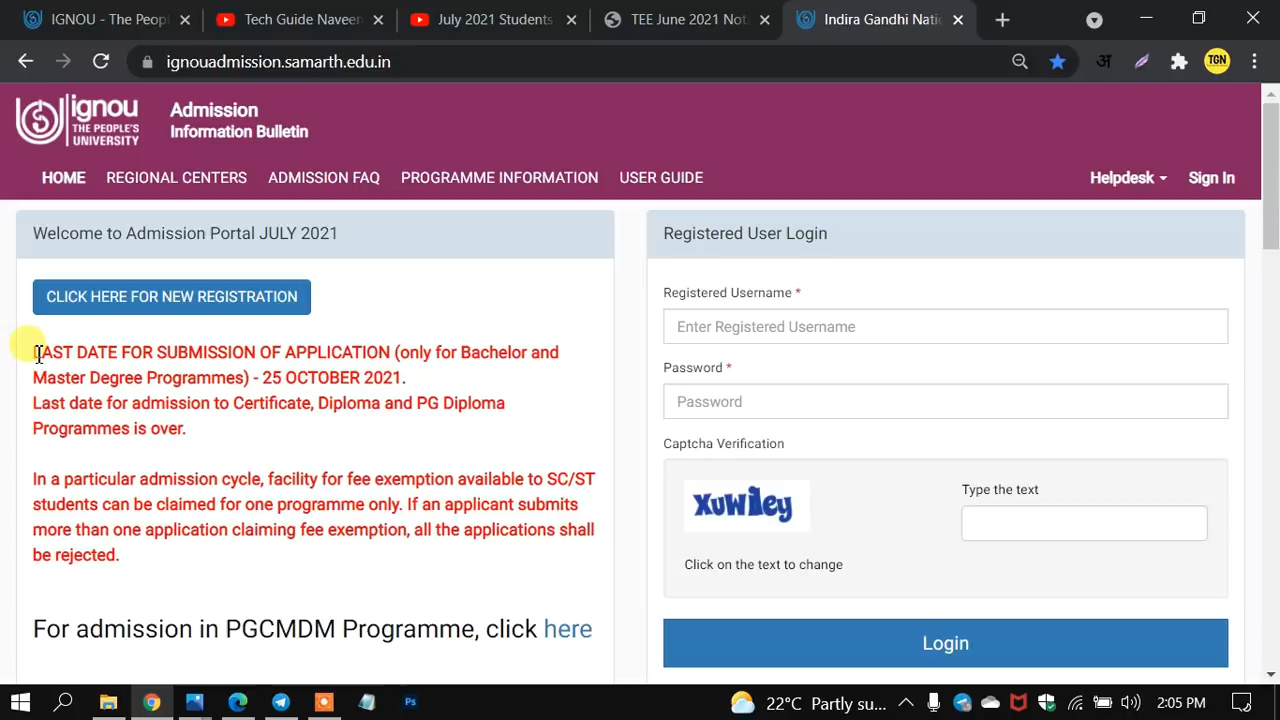 IGNOU - The Peop
Tech Guide Naveen
July 2021 Students
TEE June 2021 Not
Indira Gandhi Nati
ignouadmission.samarth.edu.in
अ
TGN
ignou
THE PEOPLE'S
UNIVERSITY
Admission
Information Bulletin
HOME
REGIONAL CENTERS
ADMISSION FAQ
PROGRAMME INFORMATION
USER GUIDE
Helpdesk
Sign In
Welcome to Admission Portal JULY 2021
CLICK HERE FOR NEW REGISTRATION
LAST DATE FOR SUBMISSION OF APPLICATION (only for Bachelor and
Master Degree Programmes) - 25 OCTOBER 2021.
Last date for admission to Certificate, Diploma and PG Diploma
Programmes is over.
In a particular admission cycle, facility for fee exemption available to SC/ST
students can be claimed for one programme only. If an applicant submits
more than one application claiming fee exemption, all the applications shall
be rejected.
For admission in PGCMDM Programme, click here
Registered User Login
Registered Username *
Enter Registered Username
Password *
Password
Captcha Verification
Xuwiley
Type the text
Click on the text to change
Login
Ps
22°C Partly su...
2:05 PM